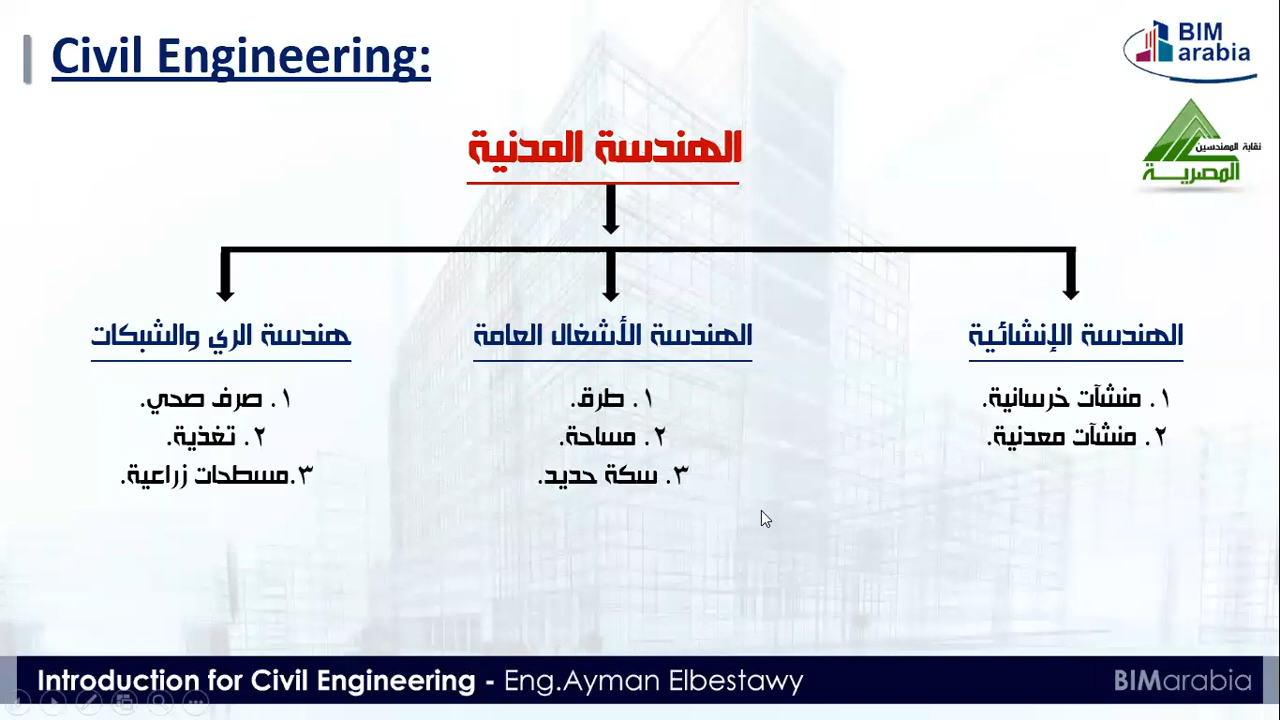 Civil Engineering:
BIM
arabia
نقابة المهندسين
المصرية
الهندسة المدنية
الهندسة الإنشائية
١. منشآت خرسانية.
٢. منشآت معدنية.
الهندسة الأشغال العامة
١. طرق.
٢. مساحة.
٣. سكة حديد.
هندسة الري والشبكات
١. صرف صحي.
٢. تغذية.
٣.مسطحات زراعية.
Introduction for Civil Engineering - Eng.Ayman Elbestawy
BIMarabia